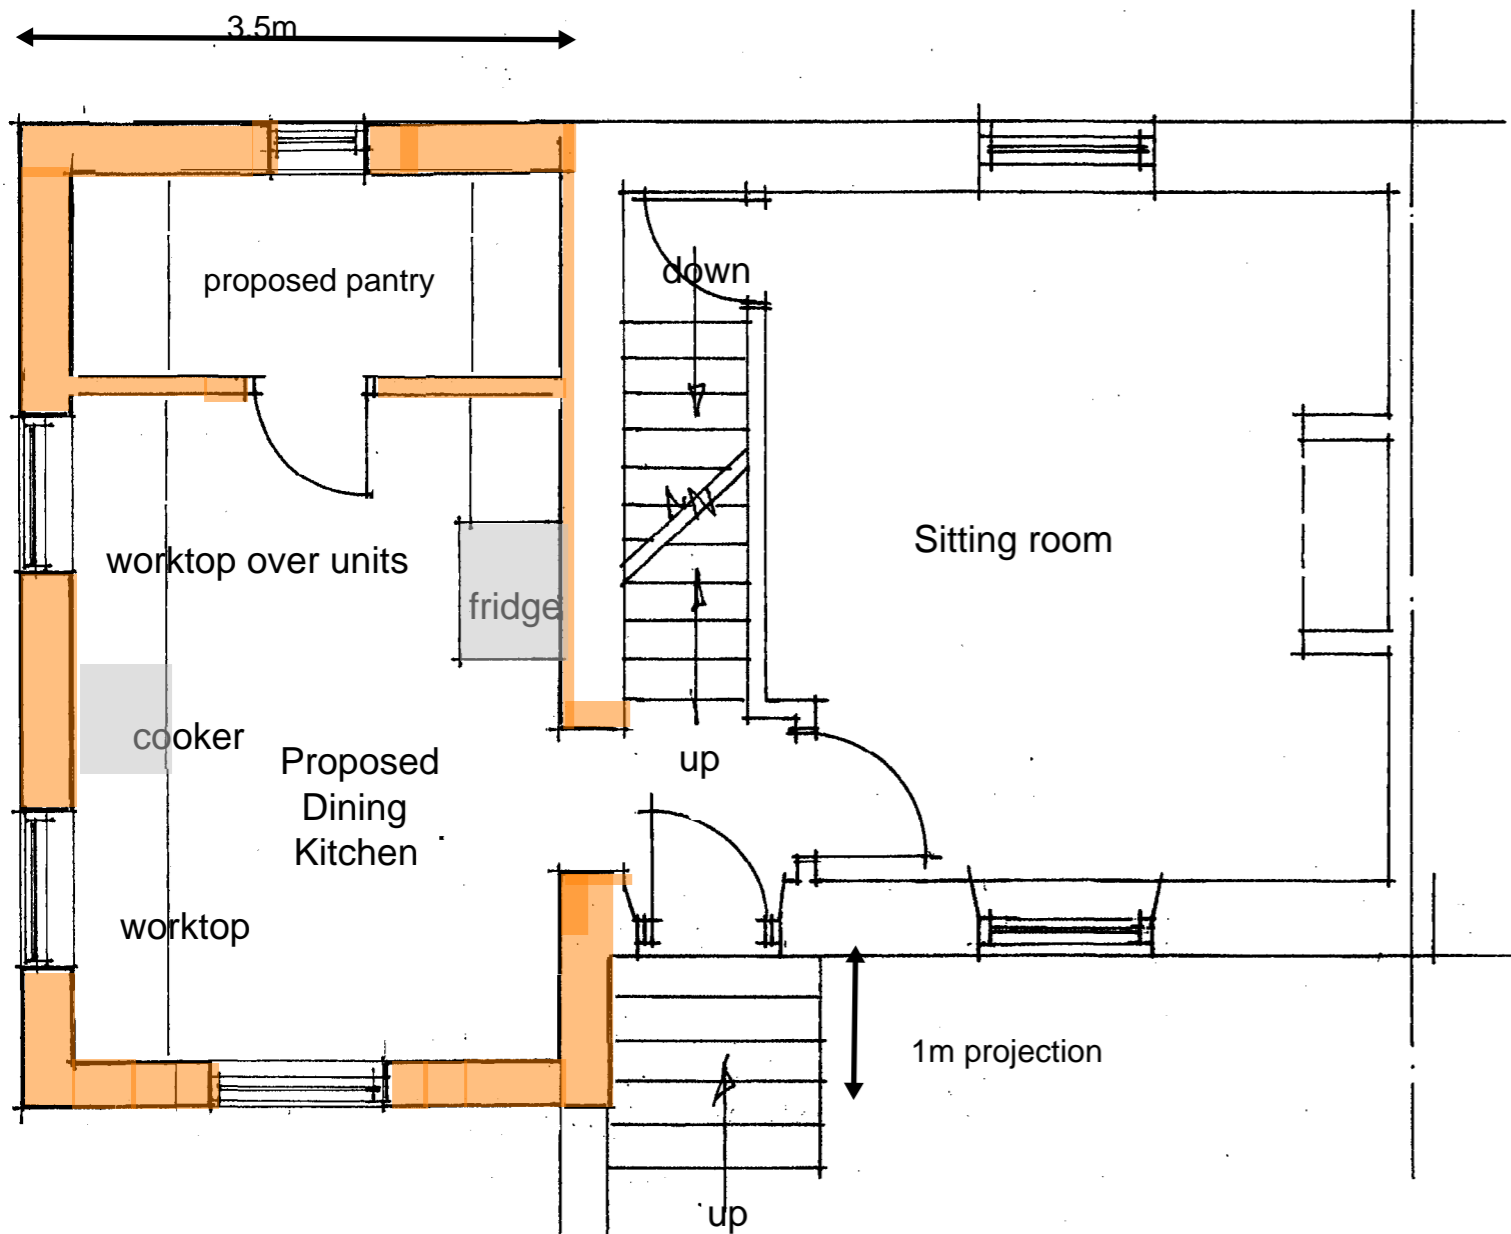 3.5m
down
proposed pantry
Sitting room
worktop over units
fridge
cooker
Proposed
Dining
Kitchen
up
worktop
1m projection
up